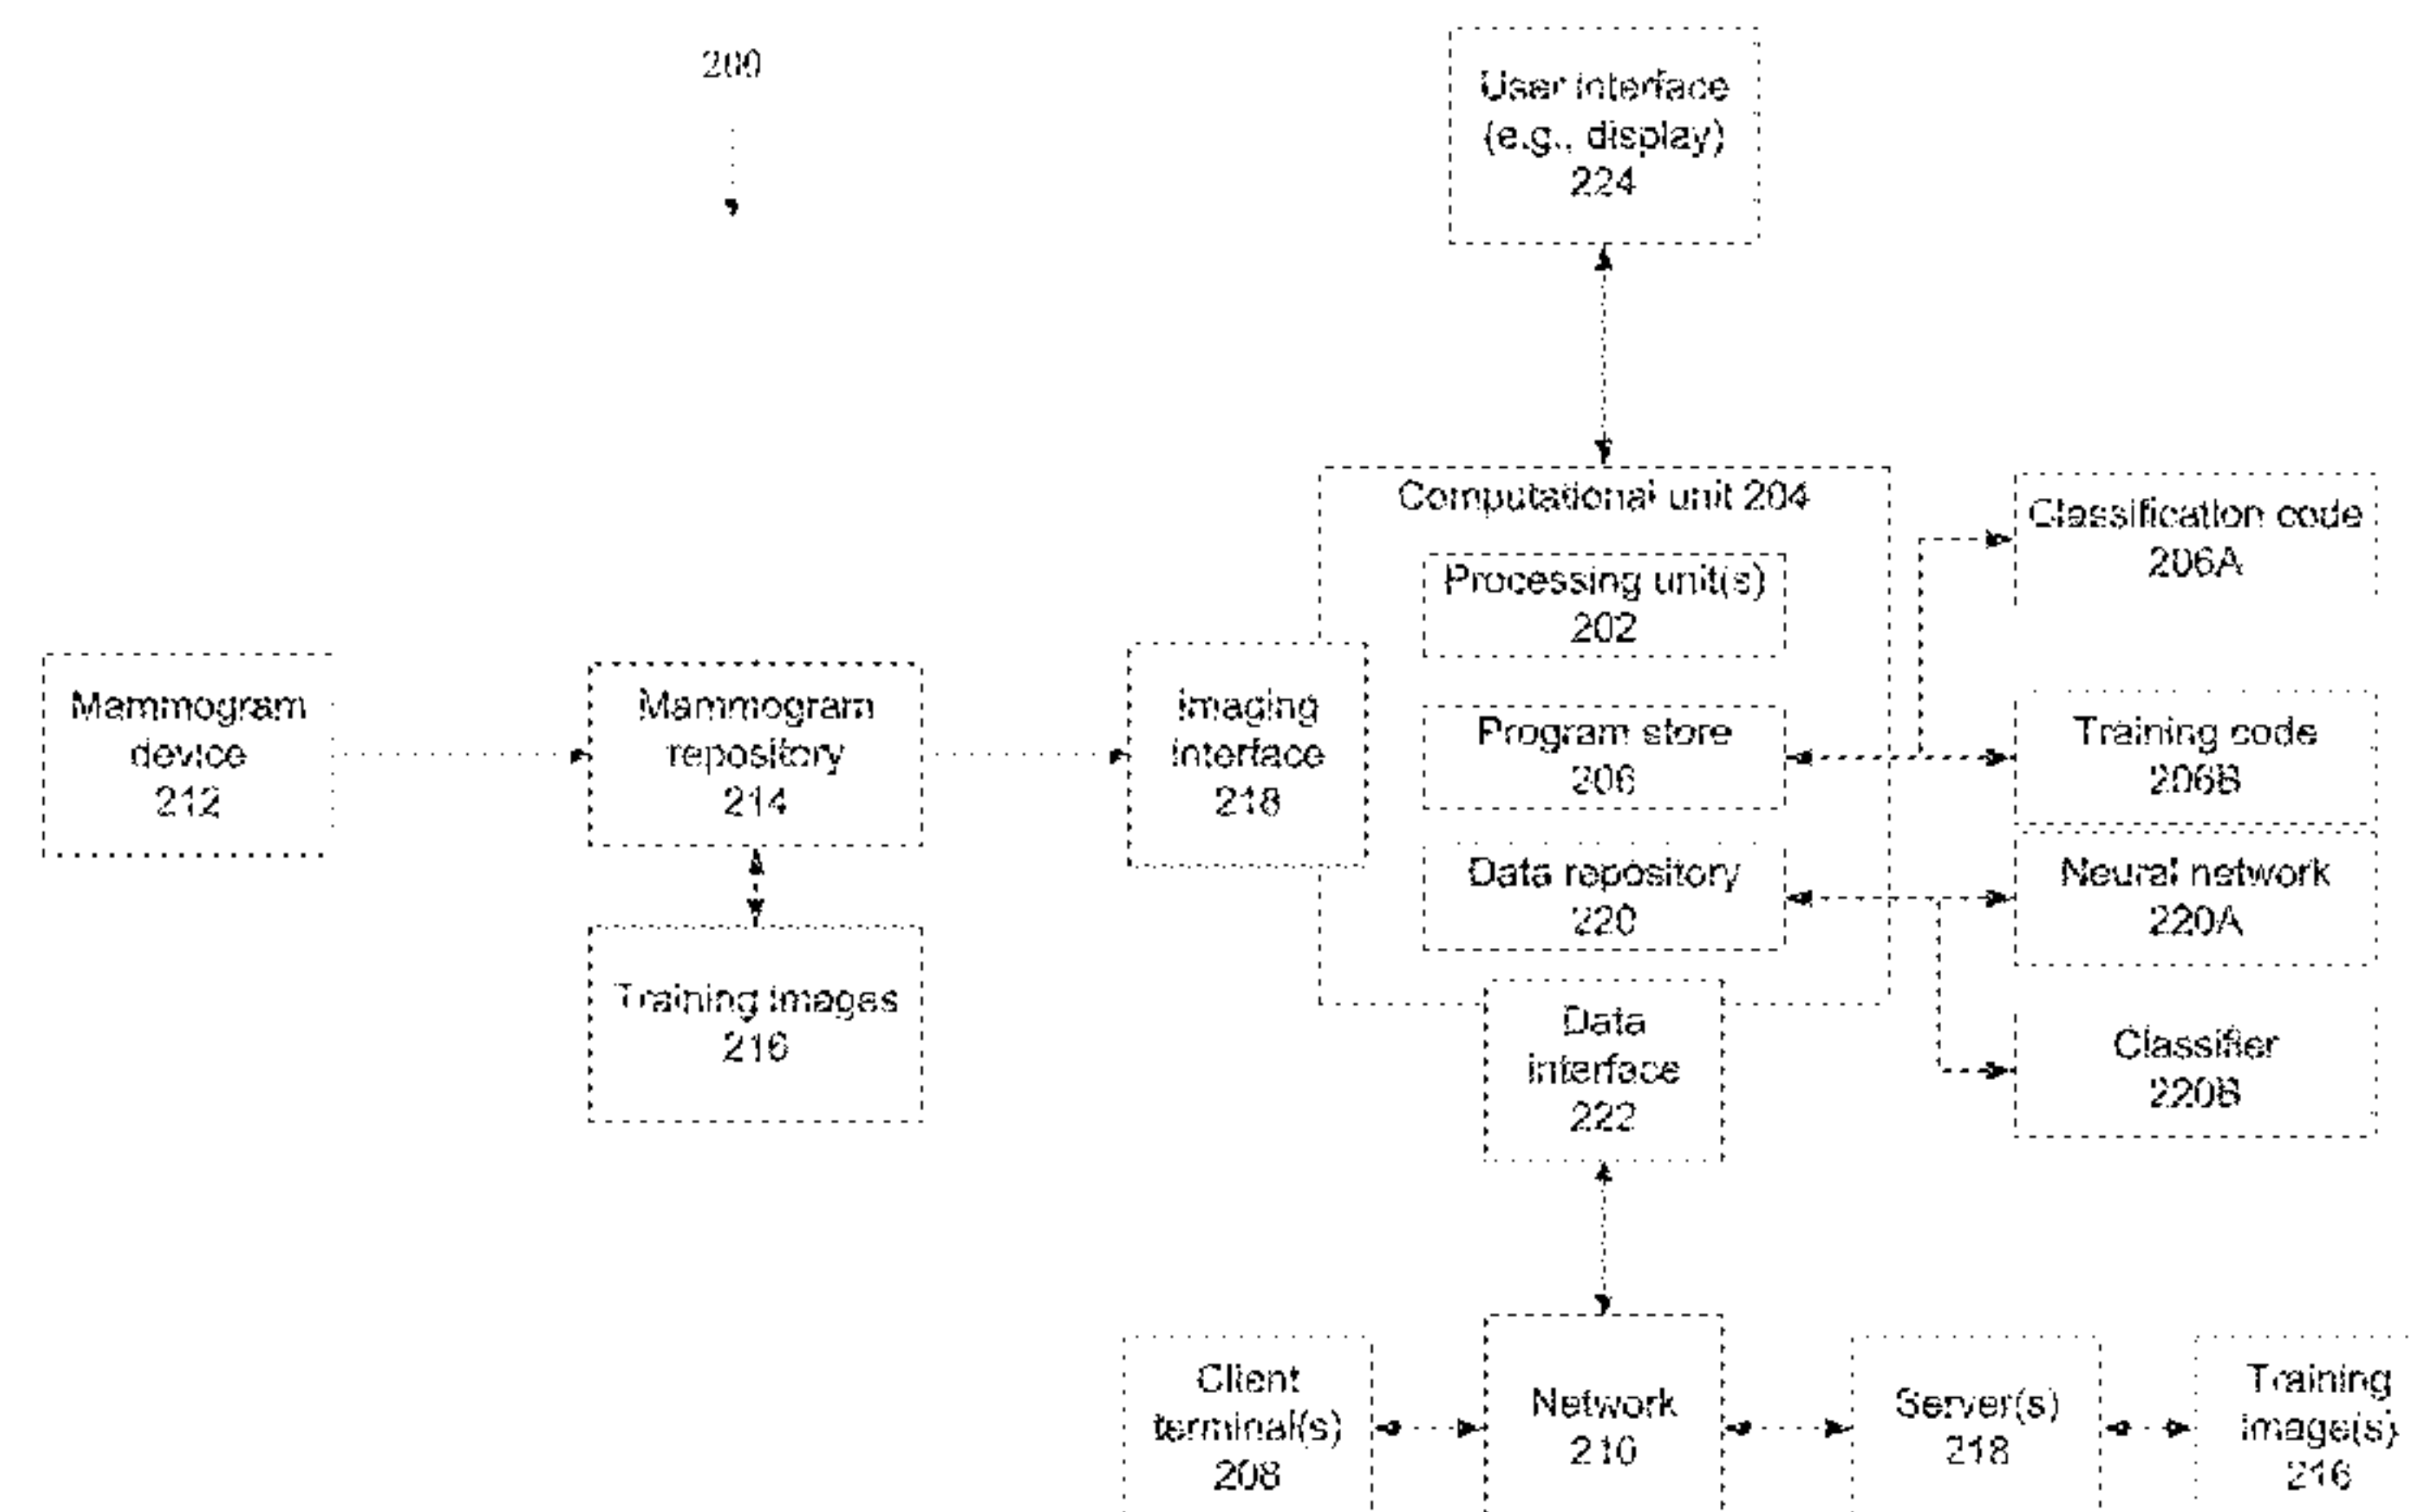 200
User interface
(e.g., display)
224
Computational unit 204
Processing unit(s)
202
Program store
206
Data repository
220
Classification code
206A
Training code
206B
Neural network
220A
Classifier
220B
Mammogram
device
212
Mammogram
repository
214
Training images
216
Imaging
interface
218
Data
interface
222
Client
terminal(s)
208
Network
210
Server(s)
218
Training
image(s)
216